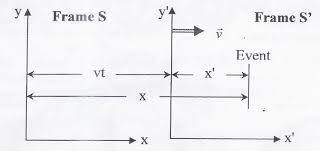 y Frame S y' Frame S'
v
Event
vt x'
x
x x'